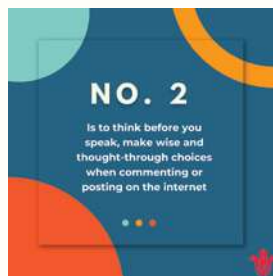 NO. 2
Is to think before you
speak, make wise and
thought-through choices
when commenting or
posting on the internet